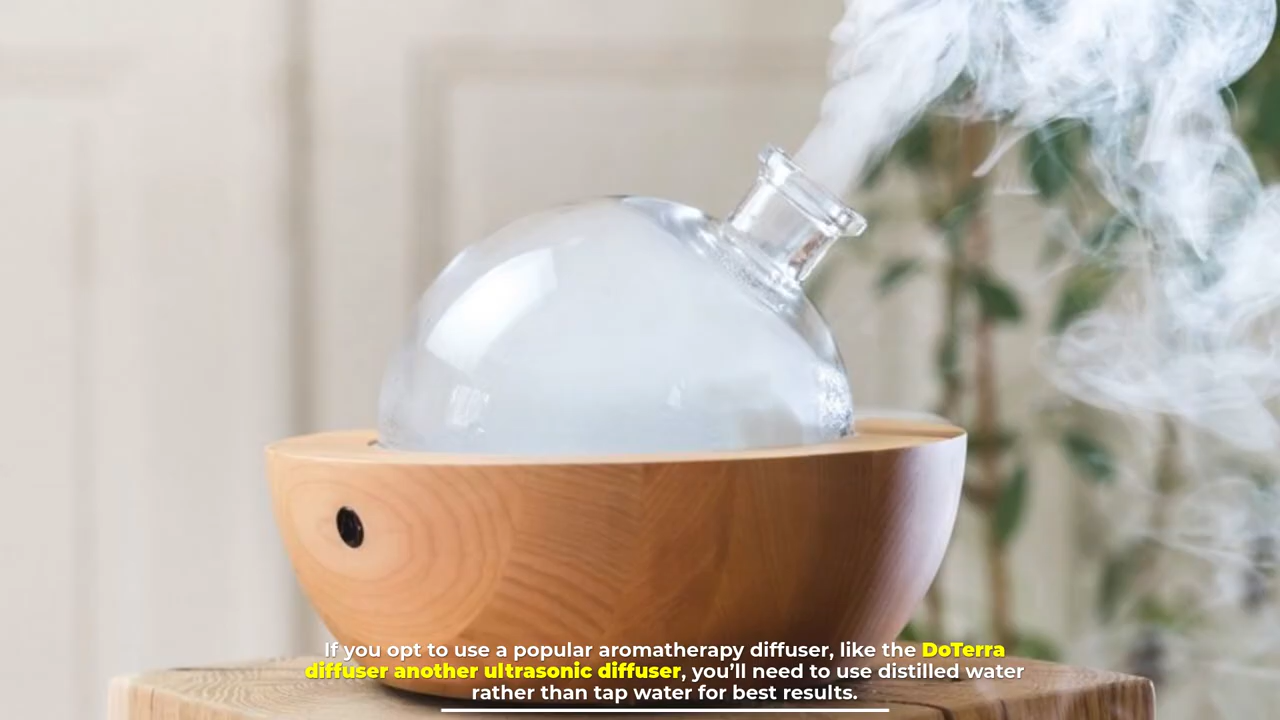 If you opt to use a popular aromatherapy diffuser, like the DoTerra
diffuser another ultrasonic diffuser, you’ll need to use distilled water
rather than tap water for best results.